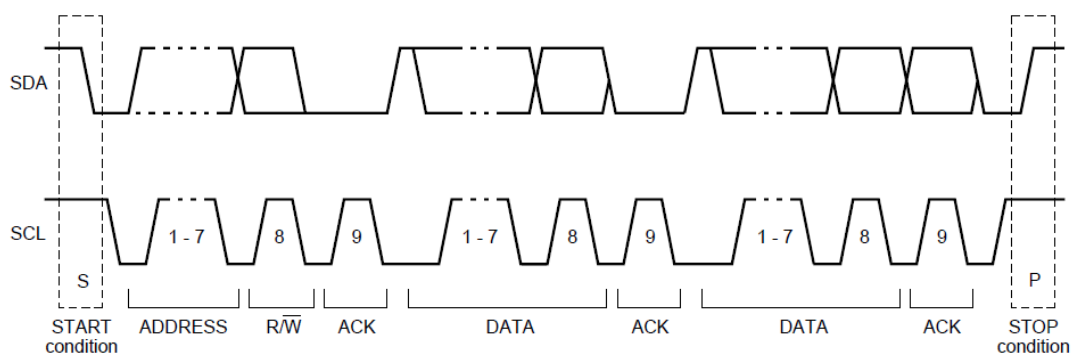 SDA
SCL
1 - 7
8
9
1 - 7
8
9
1 - 7
8
9
S
P
START
condition
ADDRESS
R/W̅
ACK
DATA
ACK
DATA
ACK
STOP
condition